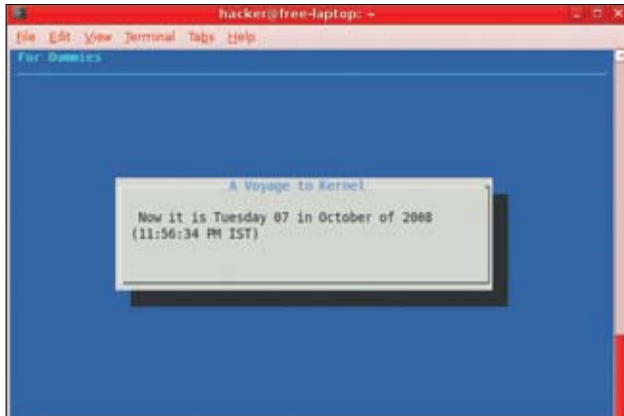 hacker@free-laptop: ~
File Edit View Terminal Tabs Help
For Dummies
A Voyage to Kernel
Now it is Tuesday 07 in October of 2008
(11:56:34 PM IST)